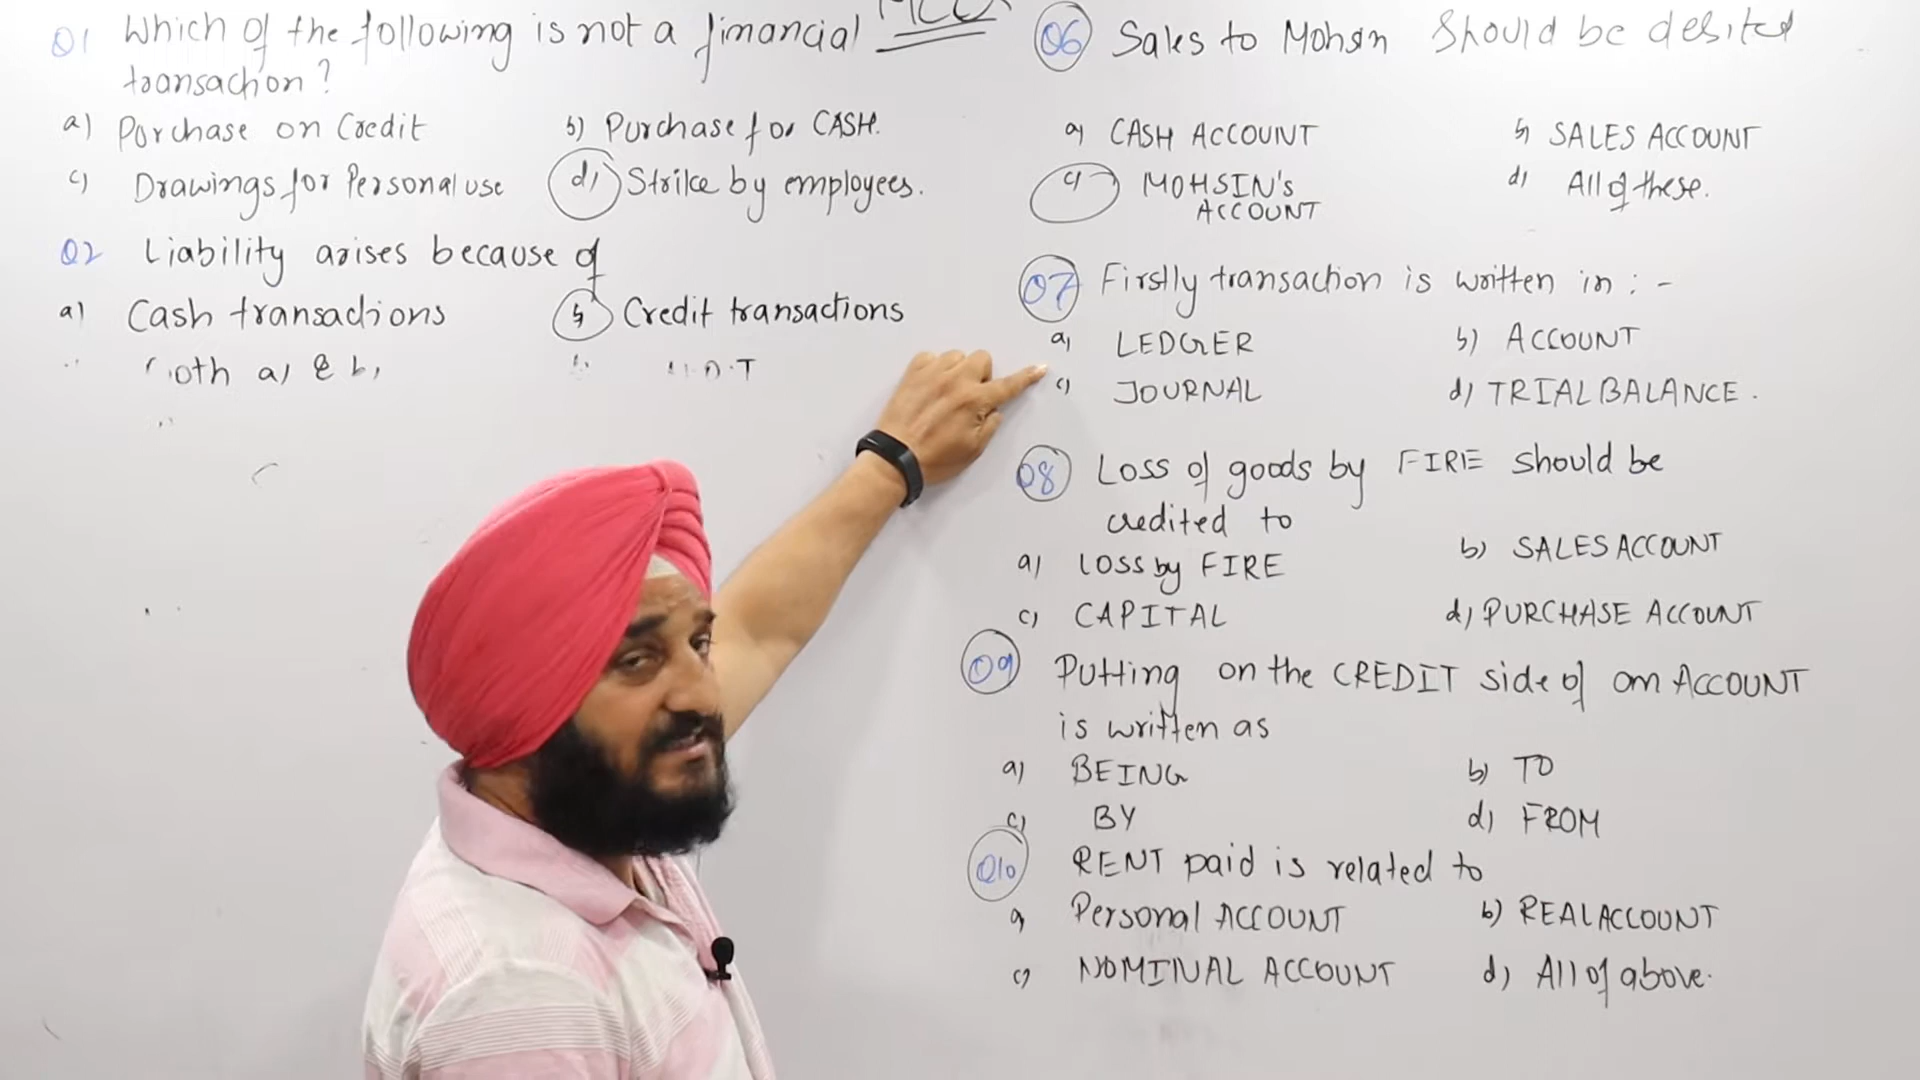 MCQ
Q1 Which of the following is not a financial
transaction?
a) Purchase on Credit b) Purchase for CASH.
c) Drawings for Personal use d) Strike by employees.
Q2 Liability arises because of
a) Cash transactions b) Credit transactions
both a) & b)
Q6 Sales to Mohsin should be debited
a) CASH ACCOUNT b) SALES ACCOUNT
c) MOHSIN's d) All of these.
ACCOUNT
Q7 Firstly transaction is written in : -
a) LEDGER b) ACCOUNT
c) JOURNAL d) TRIAL BALANCE.
Q8 Loss of goods by FIRE should be
credited to
a) Loss by FIRE b) SALES ACCOUNT
c) CAPITAL d) PURCHASE ACCOUNT
Q9 Putting on the CREDIT side of an ACCOUNT
is written as
a) BEING b) TO
c) BY d) FROM
Q10 RENT paid is related to
a) Personal ACCOUNT b) REAL ACCOUNT
c) NOMINAL ACCOUNT d) All of above.